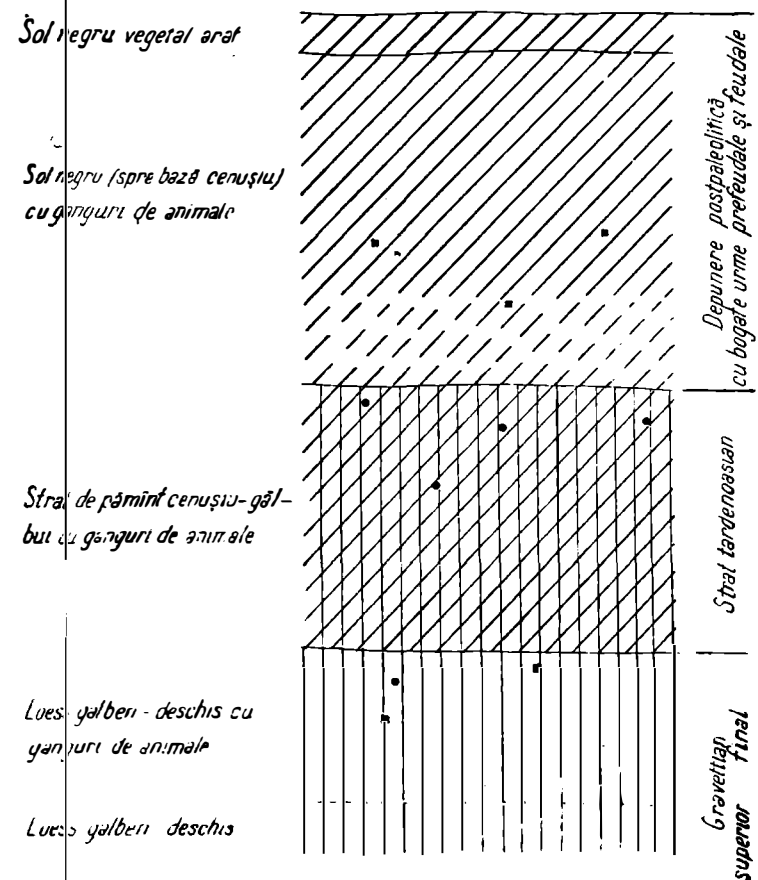 Sol negru vegetal arat
Sol negru (spre bază cenușiu)
cu ganguri de animale
Strat de pămînt cenușiu-găl-
bui cu ganguri de animale
Loess galben-deschis cu
ganguri de animale
Loess galben deschis
Depunere postpaleolitică
cu bogate urme prefeudale și feudale
Strat tardenoasian
Gravettian
superior final